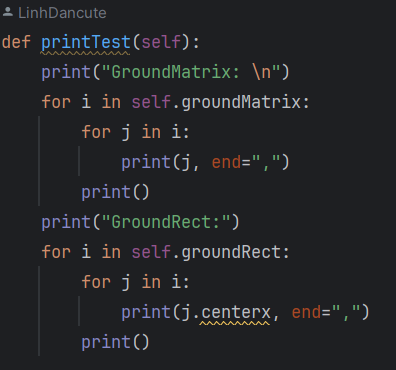 LinhDancute
def printTest(self):
    print("GroundMatrix: \n")
    for i in self.groundMatrix:
        for j in i:
            print(j, end=",")
        print()
    print("GroundRect:")
    for i in self.groundRect:
        for j in i:
            print(j.centerx, end=",")
        print()